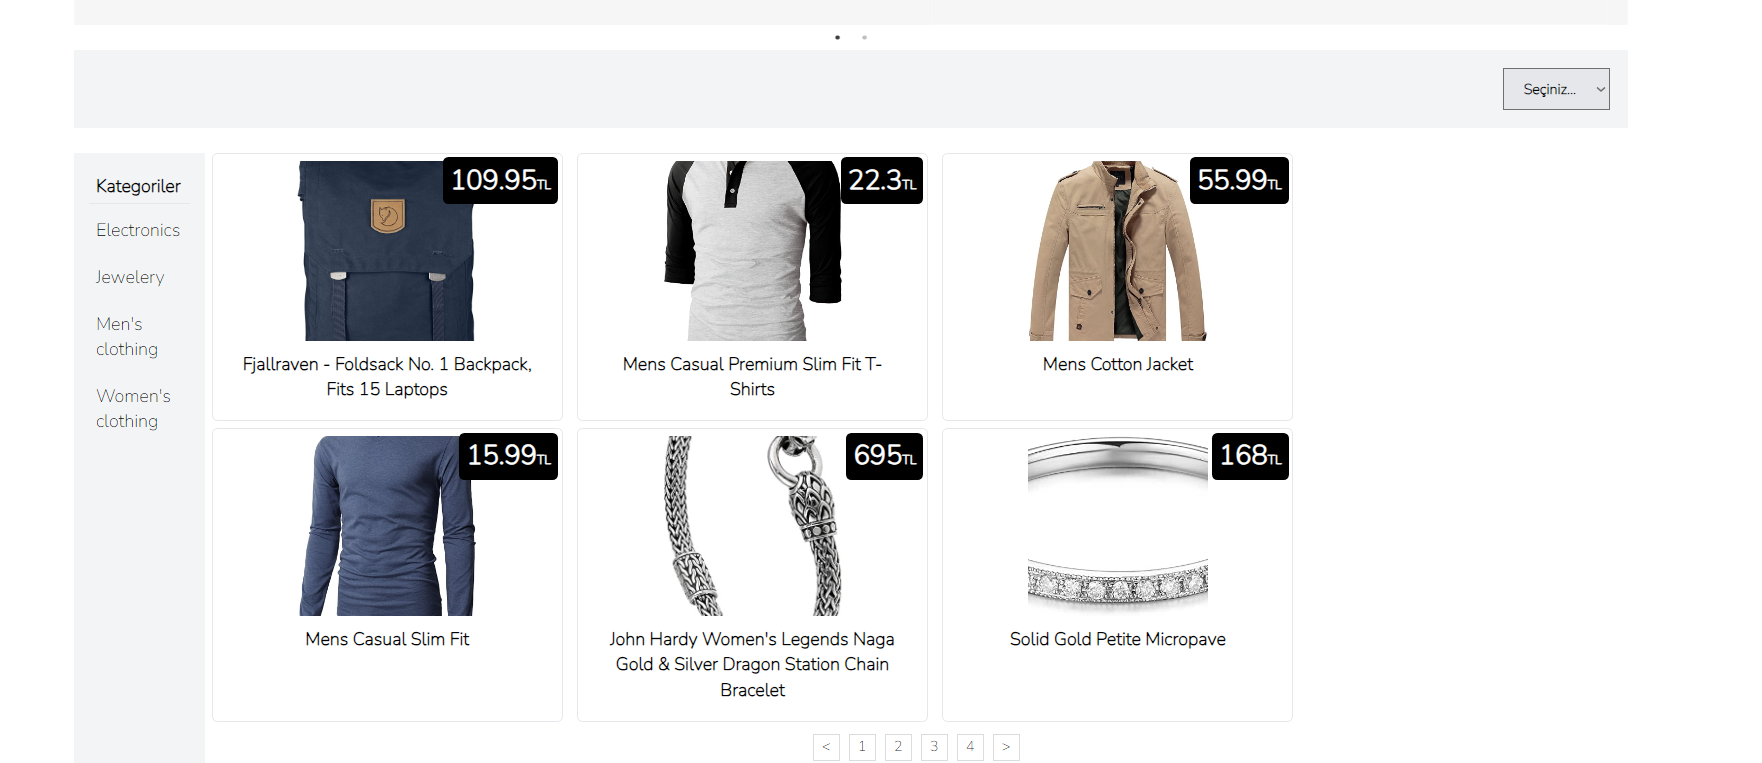 Seçiniz...
Kategoriler
Electronics
Jewelery
Men's
clothing
Women's
clothing
109.95TL
Fjallraven - Foldsack No. 1 Backpack,
Fits 15 Laptops
22.3TL
Mens Casual Premium Slim Fit T-
Shirts
55.99TL
Mens Cotton Jacket
15.99TL
Mens Casual Slim Fit
695TL
John Hardy Women's Legends Naga
Gold & Silver Dragon Station Chain
Bracelet
168TL
Solid Gold Petite Micropave
< 1 2 3 4 >